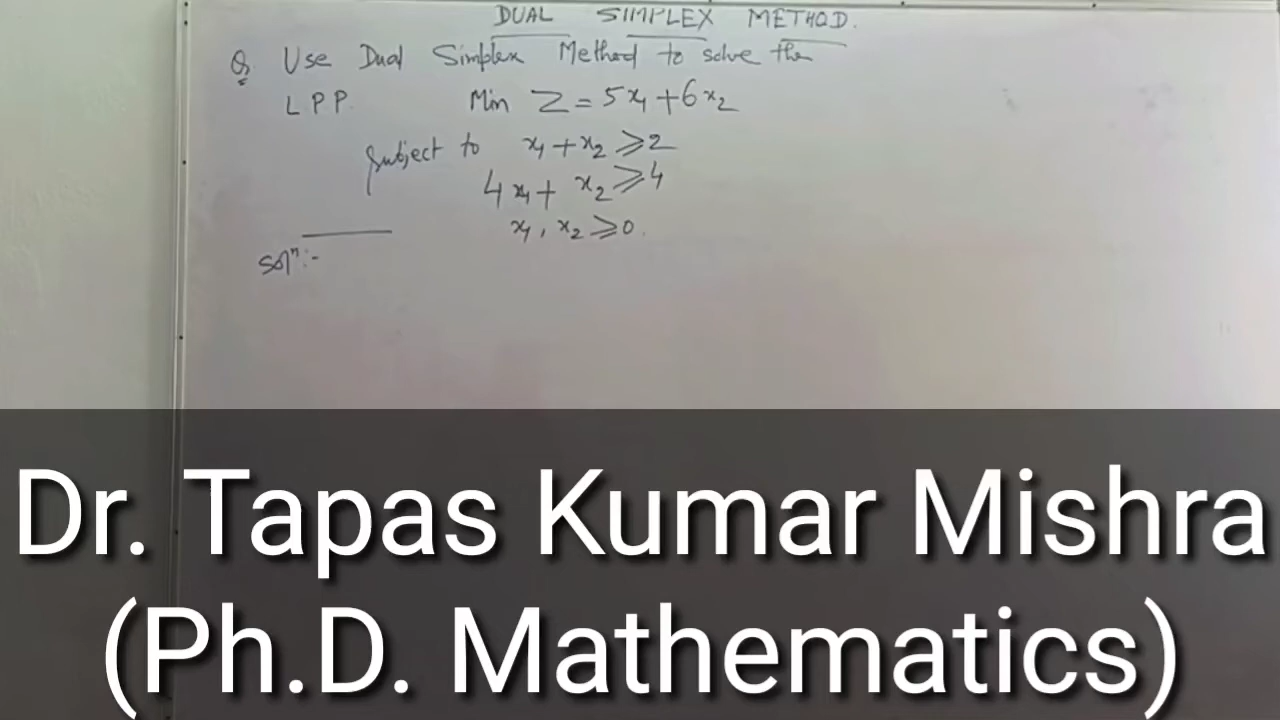 DUAL SIMPLEX METHOD.
Q Use Dual Simplex Method to solve the
LPP. Min Z = 5x₁ + 6x₂
Subject to x₁ + x₂ ⩾ 2
4x₁ + x₂ ⩾ 4
x₁, x₂ ⩾ 0.
Solⁿ:-
Dr. Tapas Kumar Mishra
(Ph.D. Mathematics)